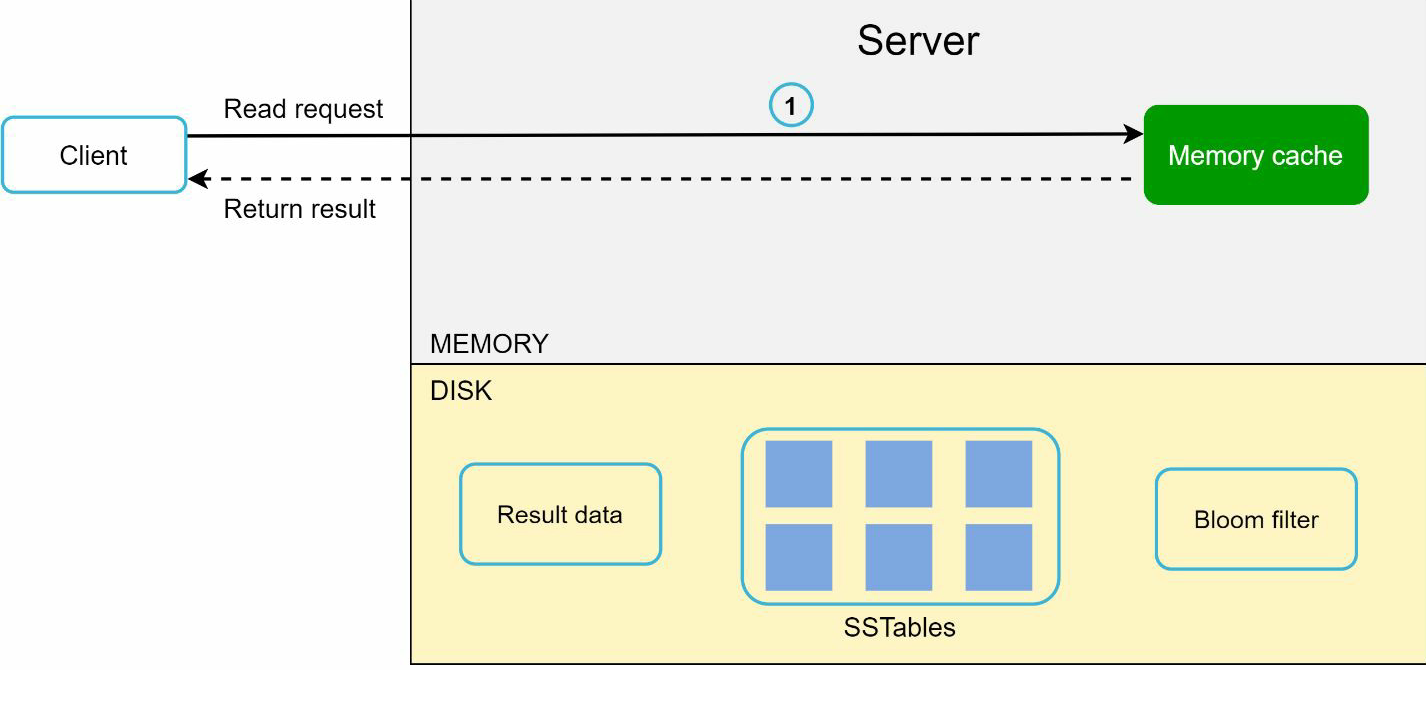 Server
Read request
1
Client
Memory cache
Return result
MEMORY
DISK
Result data
Bloom filter
SSTables